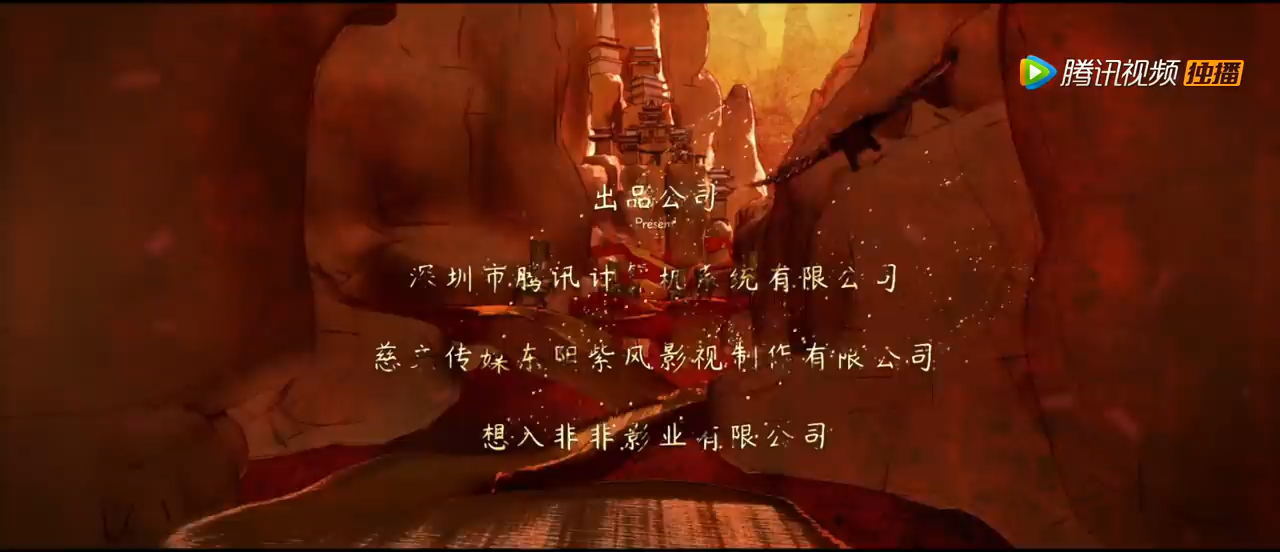 腾讯视频 独播
出品公司
Present
深圳市腾讯计算机系统有限公司
慈文传媒东阳紫风影视制作有限公司
想入非非影业有限公司